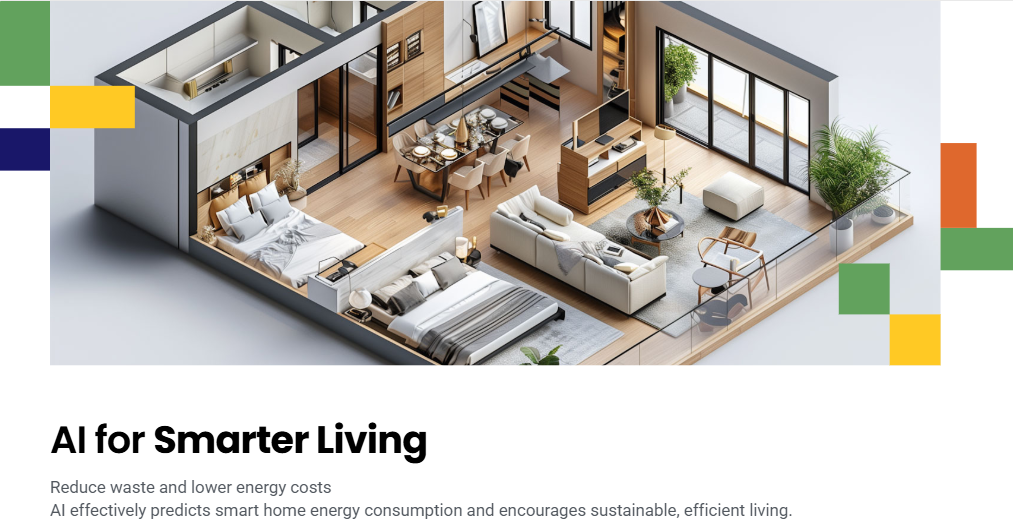 AI for Smarter Living
Reduce waste and lower energy costs
AI effectively predicts smart home energy consumption and encourages sustainable, efficient living.